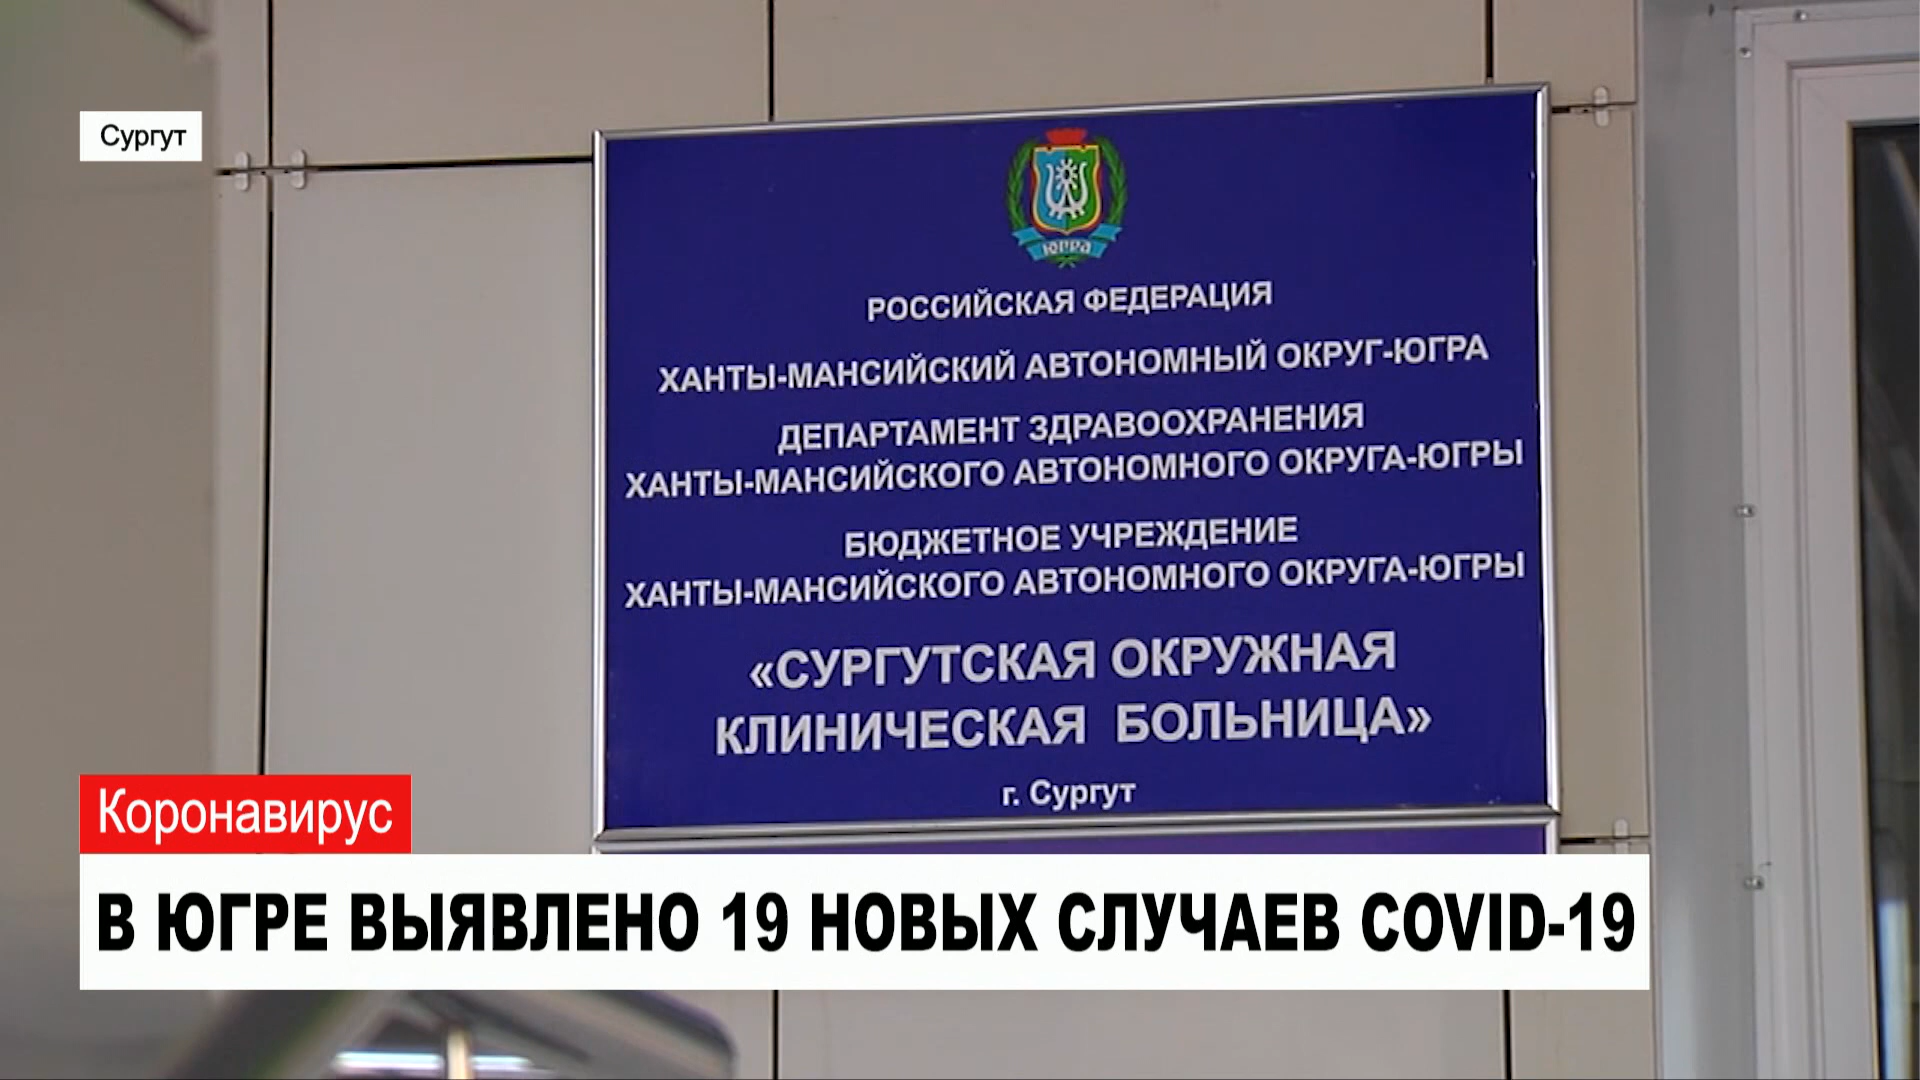 Сургут
ЮГРА
РОССИЙСКАЯ ФЕДЕРАЦИЯ
ХАНТЫ-МАНСИЙСКИЙ АВТОНОМНЫЙ ОКРУГ-ЮГРА
ДЕПАРТАМЕНТ ЗДРАВООХРАНЕНИЯ
ХАНТЫ-МАНСИЙСКОГО АВТОНОМНОГО ОКРУГА-ЮГРЫ
БЮДЖЕТНОЕ УЧРЕЖДЕНИЕ
ХАНТЫ-МАНСИЙСКОГО АВТОНОМНОГО ОКРУГА-ЮГРЫ
«СУРГУТСКАЯ ОКРУЖНАЯ
КЛИНИЧЕСКАЯ БОЛЬНИЦА»
г. Сургут
Коронавирус
В ЮГРЕ ВЫЯВЛЕНО 19 НОВЫХ СЛУЧАЕВ COVID-19